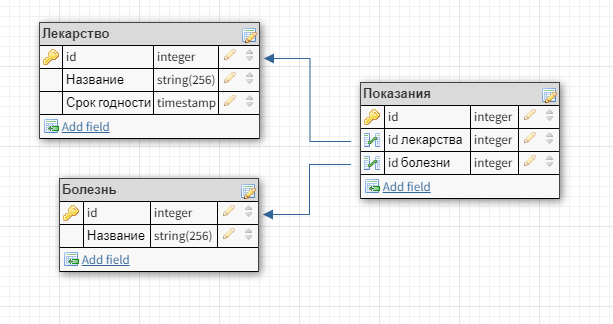 Лекарство
id integer
Название string(256)
Срок годности timestamp
Add field
Показания
id integer
id лекарства integer
id болезни integer
Add field
Болезнь
id integer
Название string(256)
Add field